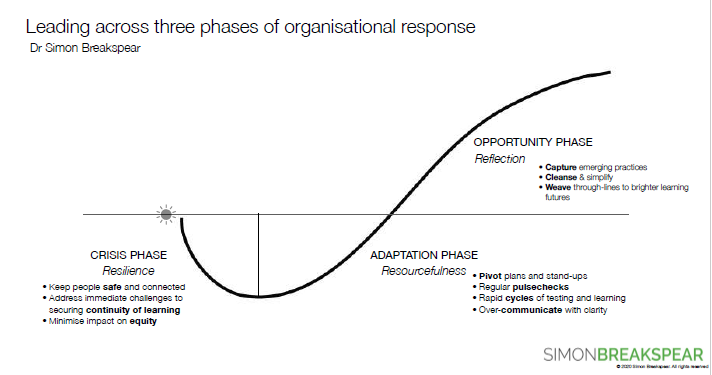 Leading across three phases of organisational response
Dr Simon Breakspear
OPPORTUNITY PHASE
Reflection
• Capture emerging practices
• Cleanse & simplify
• Weave through-lines to brighter learning
futures
CRISIS PHASE
Resilience
• Keep people safe and connected
• Address immediate challenges to
securing continuity of learning
• Minimise impact on equity
ADAPTATION PHASE
Resourcefulness
• Pivot plans and stand-ups
• Regular pulsechecks
• Rapid cycles of testing and learning
• Over-communicate with clarity
SIMONBREAKSPEAR
© 2020 Simon Breakspear. All rights reserved